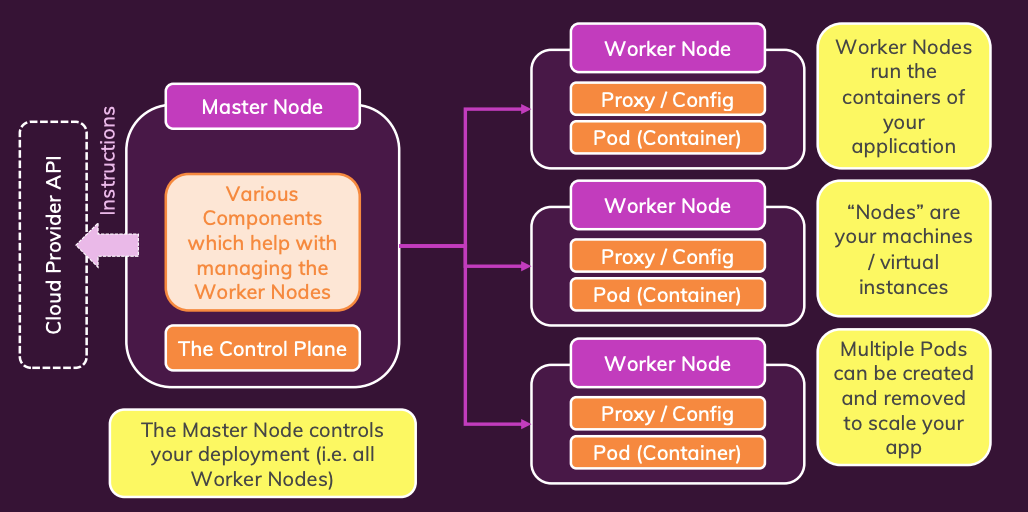 Cloud Provider API
Instructions
Master Node
Various
Components
which help with
managing the
Worker Nodes
The Control Plane
The Master Node controls
your deployment (i.e. all
Worker Nodes)
Worker Node
Proxy / Config
Pod (Container)
Worker Node
Proxy / Config
Pod (Container)
Worker Node
Proxy / Config
Pod (Container)
Worker Nodes
run the
containers of
your
application
“Nodes” are
your machines
/ virtual
instances
Multiple Pods
can be created
and removed
to scale your
app